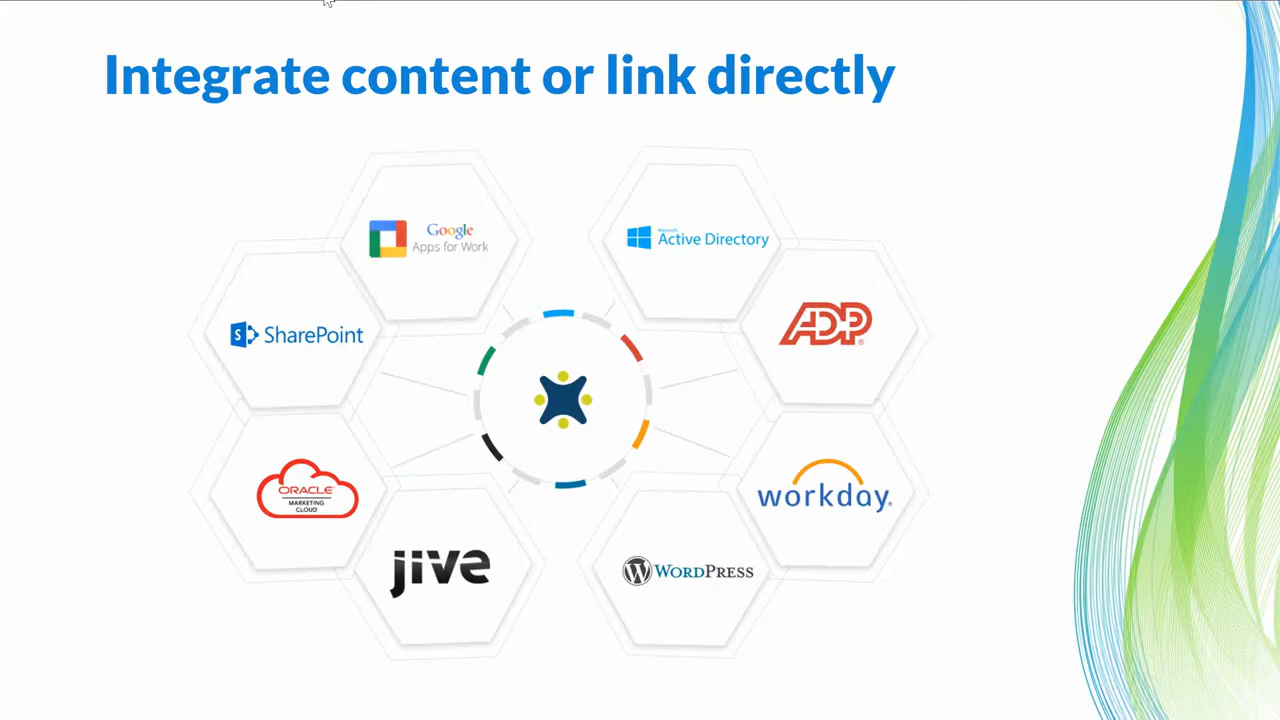 Integrate content or link directly
Google
Apps for Work
Microsoft
Active Directory
SharePoint
ADP®
ORACLE
MARKETING
CLOUD
workday®
jive
WORDPRESS